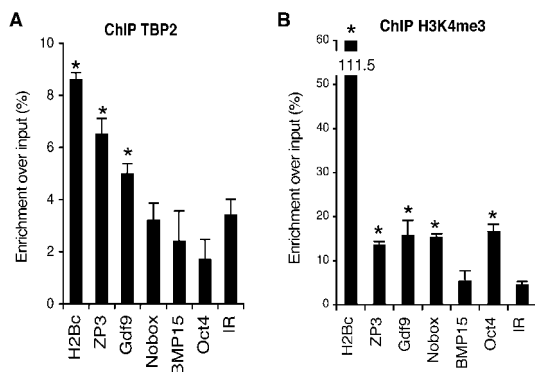 A
ChIP TBP2
Enrichment over input (%)
10
8
6
4
2
0
*
*
*
H2Bc
ZP3
Gdf9
Nobox
BMP15
Oct4
IR
B
ChIP H3K4me3
Enrichment over input (%)
60
50
40
30
20
10
0
*
111.5
*
*
*
*
H2Bc
ZP3
Gdf9
Nobox
BMP15
Oct4
IR